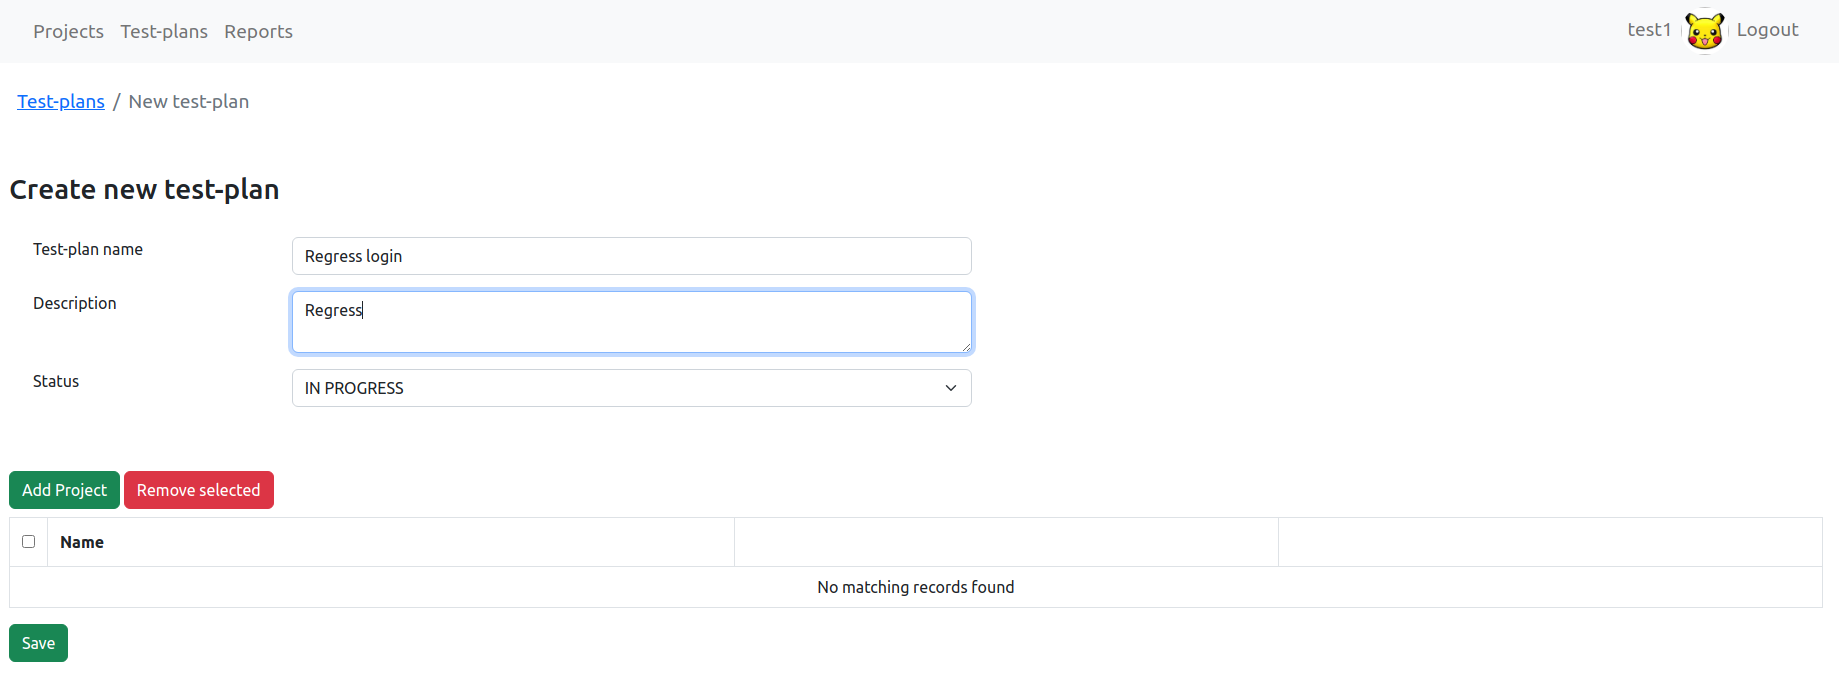 Projects Test-plans Reports test1 Logout
Test-plans / New test-plan
Create new test-plan
Test-plan name Regress login
Description Regress
Status IN PROGRESS
Add Project Remove selected
Name
No matching records found
Save